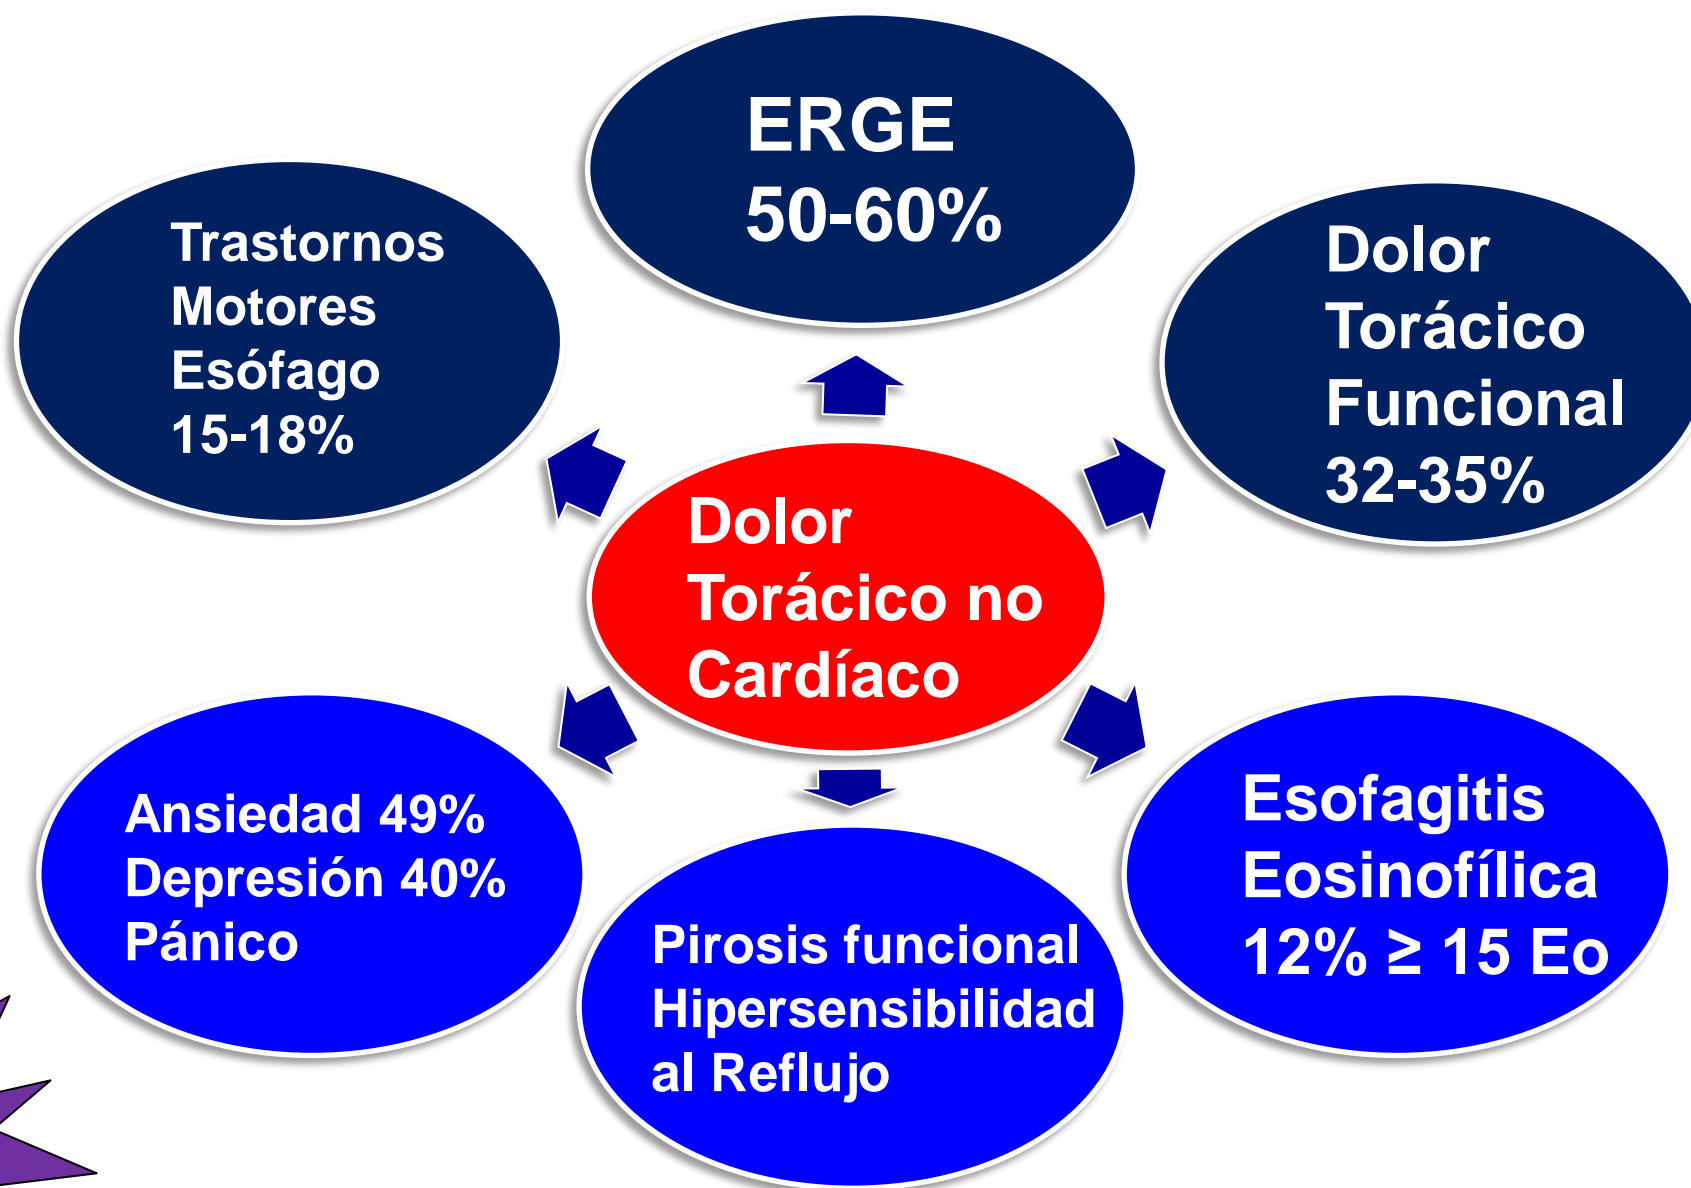 ERGE
50-60%
Trastornos
Motores
Esófago
15-18%
Dolor
Torácico
Funcional
32-35%
Dolor
Torácico no
Cardíaco
Ansiedad 49%
Depresión 40%
Pánico
Pirosis funcional
Hipersensibilidad
al Reflujo
Esofagitis
Eosinofílica
12% ≥ 15 Eo